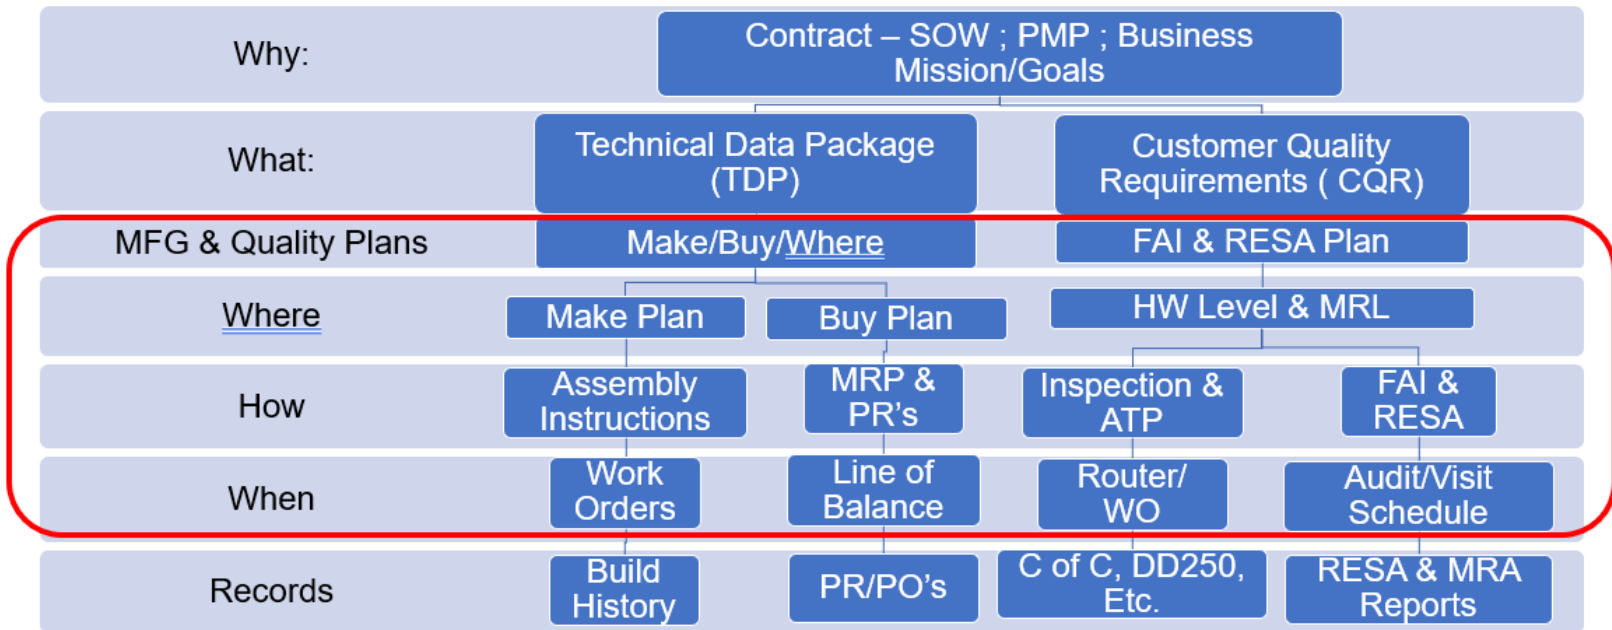 Why:
Contract – SOW ; PMP ; Business
Mission/Goals
What:
Technical Data Package
(TDP)
Customer Quality
Requirements ( CQR)
MFG & Quality Plans
Make/Buy/Where
FAI & RESA Plan
Where
Make Plan
Buy Plan
HW Level & MRL
How
Assembly
Instructions
MRP &
PR's
Inspection &
ATP
FAI &
RESA
When
Work
Orders
Line of
Balance
Router/
WO
Audit/Visit
Schedule
Records
Build
History
PR/PO's
C of C, DD250,
Etc.
RESA & MRA
Reports